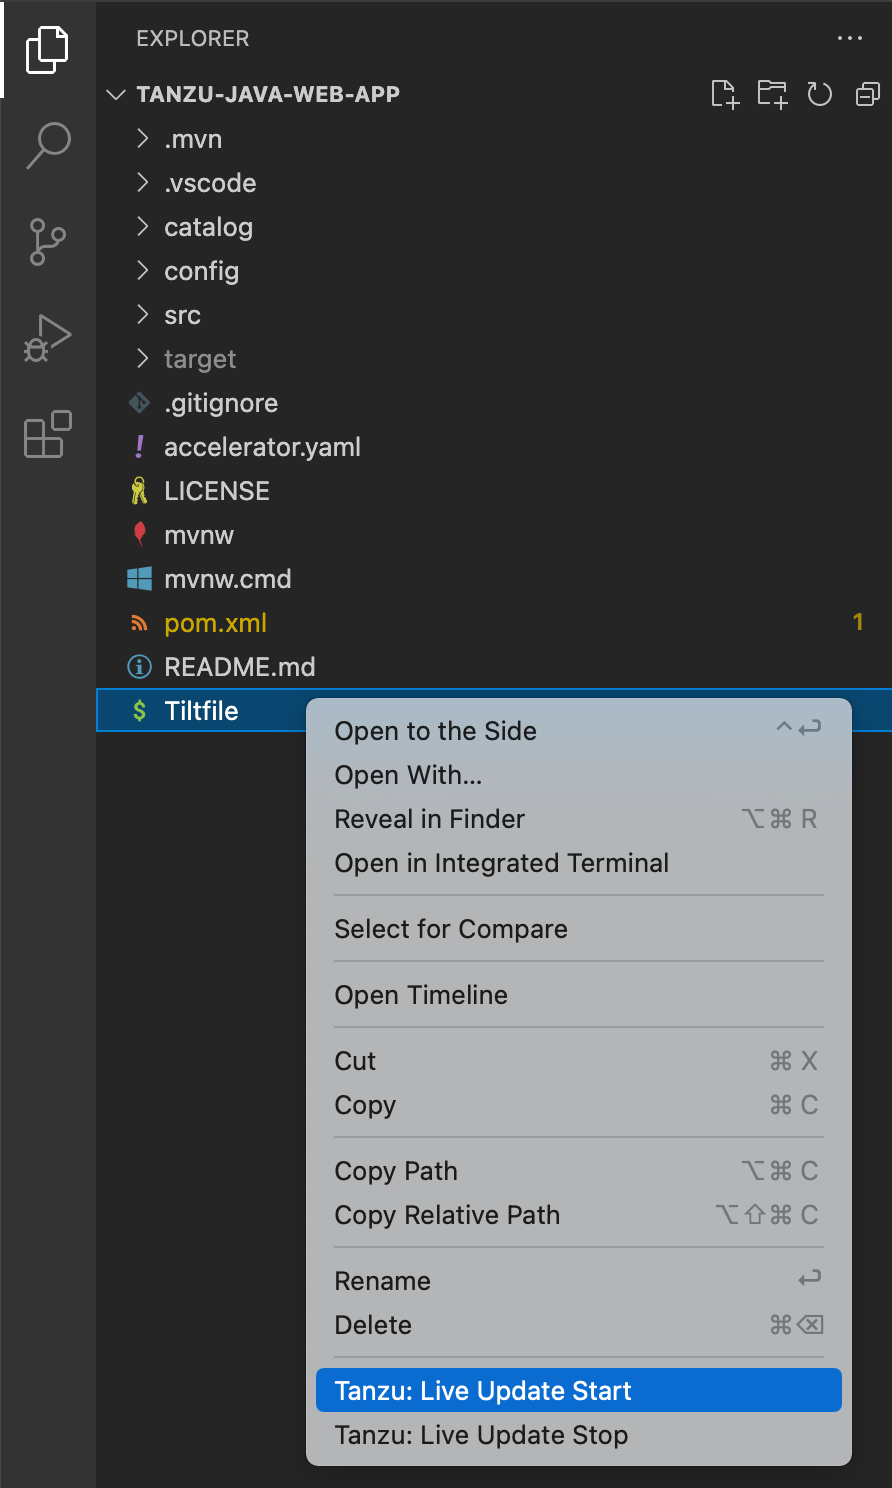 EXPLORER
TANZU-JAVA-WEB-APP
.mvn
.vscode
catalog
config
src
target
.gitignore
! accelerator.yaml
LICENSE
mvnw
mvnw.cmd
pom.xml 1
README.md
$ Tiltfile
Open to the Side ^ ↩
Open With...
Reveal in Finder ⌥⌘ R
Open in Integrated Terminal
Select for Compare
Open Timeline
Cut ⌘ X
Copy ⌘ C
Copy Path ⌥⌘ C
Copy Relative Path ⌥⇧⌘ C
Rename ↩
Delete ⌘⌫
Tanzu: Live Update Start
Tanzu: Live Update Stop